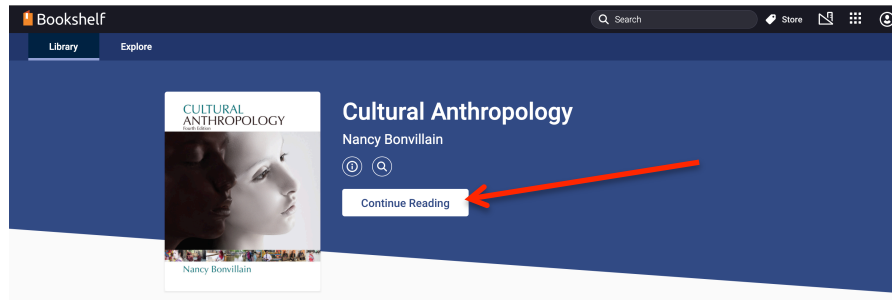 Bookshelf
Search
Store
Library
Explore
CULTURAL
ANTHROPOLOGY
Fourth Edition
Nancy Bonvillain
Cultural Anthropology
Nancy Bonvillain
Continue Reading